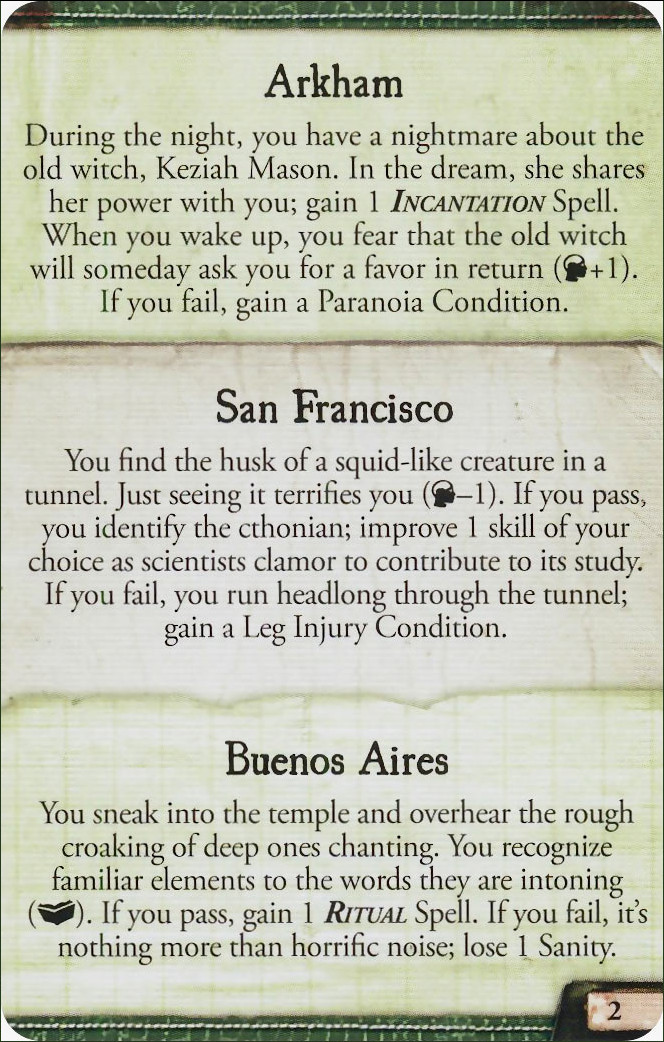 Arkham
During the night, you have a nightmare about the
old witch, Keziah Mason. In the dream, she shares
her power with you; gain 1 INCANTATION Spell.
When you wake up, you fear that the old witch
will someday ask you for a favor in return (+1).
If you fail, gain a Paranoia Condition.
San Francisco
You find the husk of a squid-like creature in a
tunnel. Just seeing it terrifies you (–1). If you pass,
you identify the cthonian; improve 1 skill of your
choice as scientists clamor to contribute to its study.
If you fail, you run headlong through the tunnel;
gain a Leg Injury Condition.
Buenos Aires
You sneak into the temple and overhear the rough
croaking of deep ones chanting. You recognize
familiar elements to the words they are intoning
(). If you pass, gain 1 RITUAL Spell. If you fail, it's
nothing more than horrific noise; lose 1 Sanity.
2